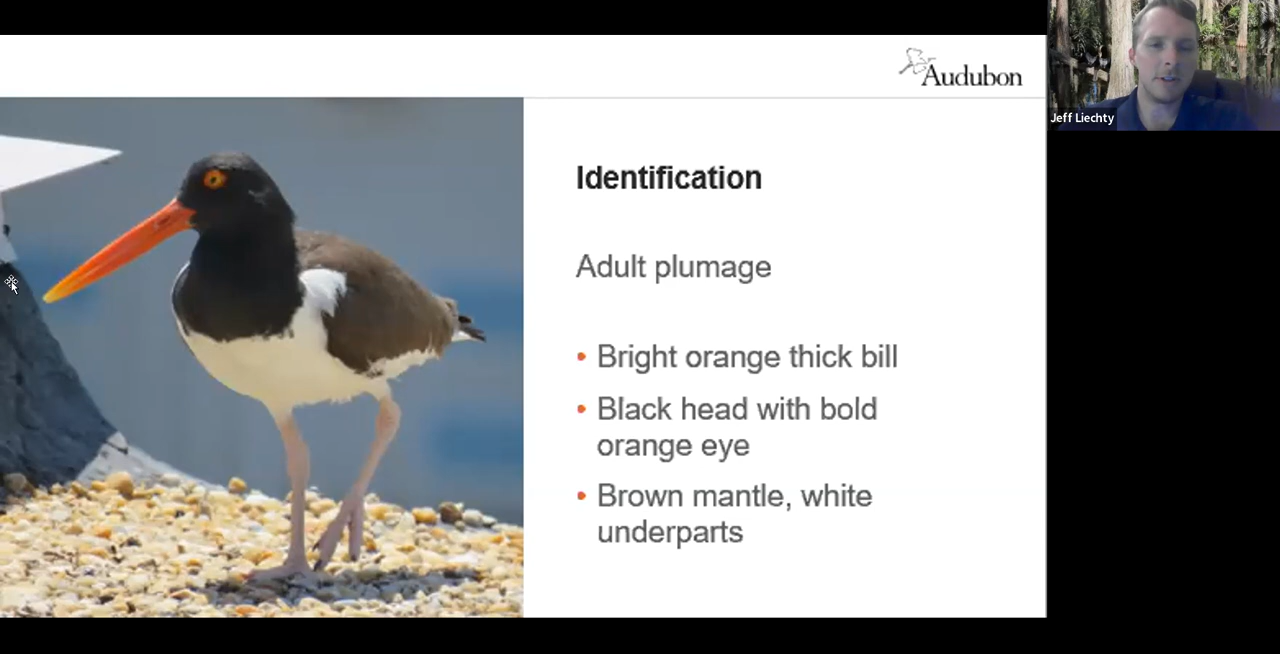 Audubon
Jeff Liechty
Identification
Adult plumage
• Bright orange thick bill
• Black head with bold
orange eye
• Brown mantle, white
underparts